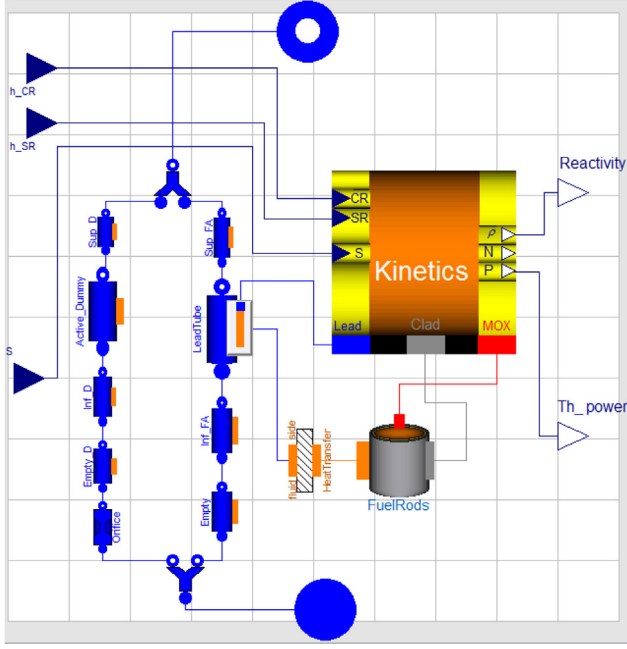 h_CR
h_SR
S
CR
SR
S
Kinetics
ρ
N
P
Reactivity
Lead
Clad
MOX
Sup_D
Sup_FA
Active_Dummy
LeadTube
Inf_D
Inf_FA
Empty_D
Empty
Orifice
fluid_side
HeatTransfer
FuelRods
Th_power